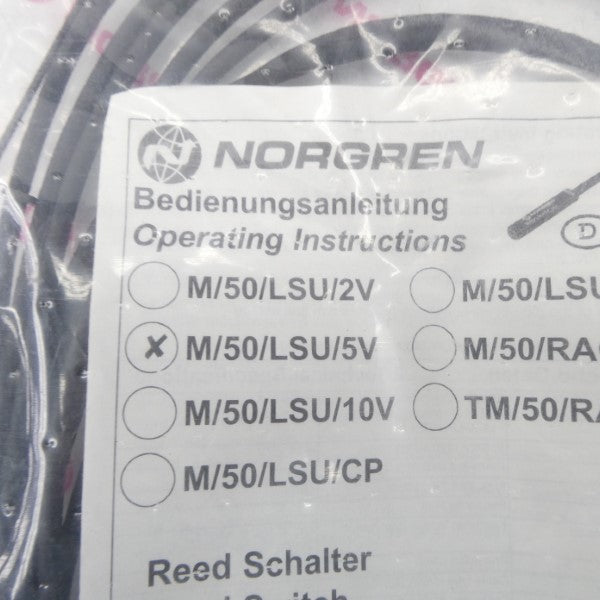 NORGREN
Bedienungsanleitung
Operating Instructions
D
M/50/LSU/2V M/50/LSU
✗ M/50/LSU/5V M/50/RA
M/50/LSU/10V TM/50/RA
M/50/LSU/CP
Reed Schalter
Switch